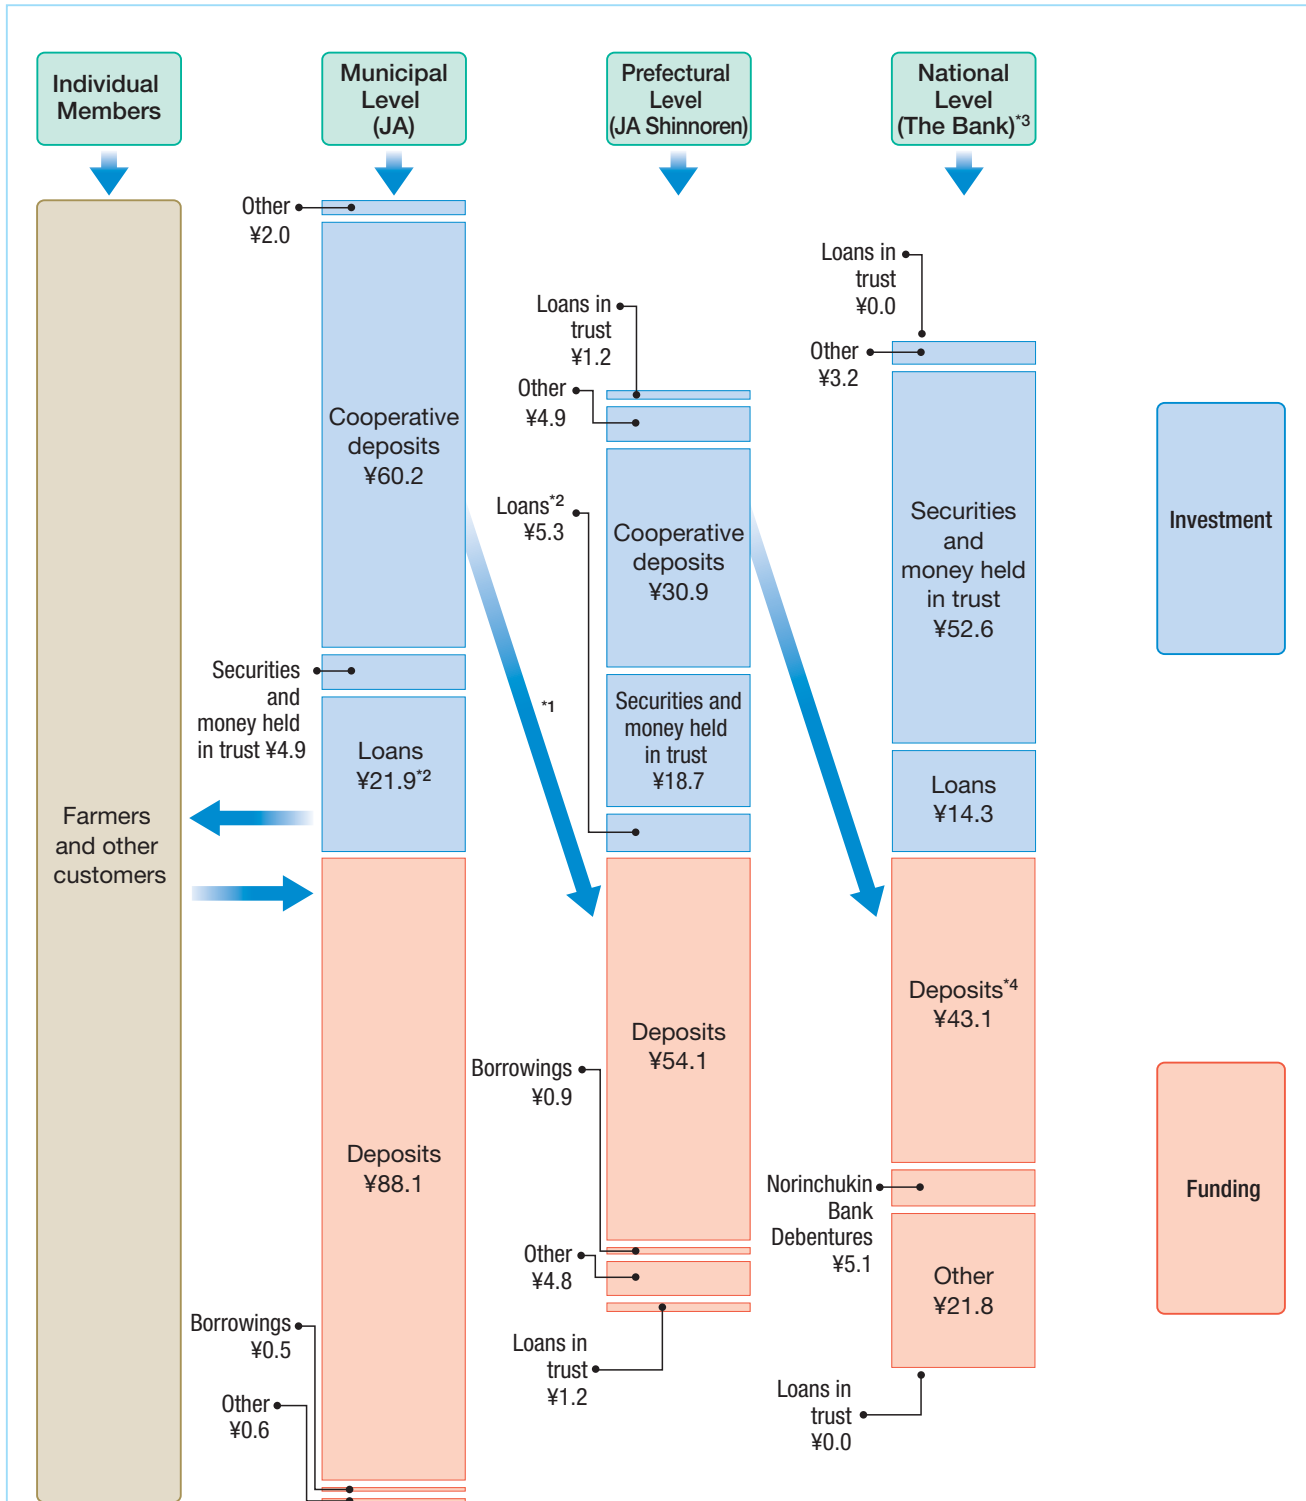 Individual
Members
Municipal
Level
(JA)
Prefectural
Level
(JA Shinnoren)
National
Level
(The Bank)*3
Farmers
and other
customers
Other
¥2.0
Cooperative
deposits
¥60.2
Securities
and
money held
in trust ¥4.9
Loans
¥21.9*2
Deposits
¥88.1
Borrowings
¥0.5
Other
¥0.6
*1
Loans in
trust
¥1.2
Other
¥4.9
Loans*2
¥5.3
Cooperative
deposits
¥30.9
Securities and
money held
in trust
¥18.7
Deposits
¥54.1
Borrowings
¥0.9
Other
¥4.8
Loans in
trust
¥1.2
Loans in
trust
¥0.0
Other
¥3.2
Securities
and
money held
in trust
¥52.6
Loans
¥14.3
Deposits*4
¥43.1
Norinchukin
Bank
Debentures
¥5.1
Other
¥21.8
Loans in
trust
¥0.0
Investment
Funding